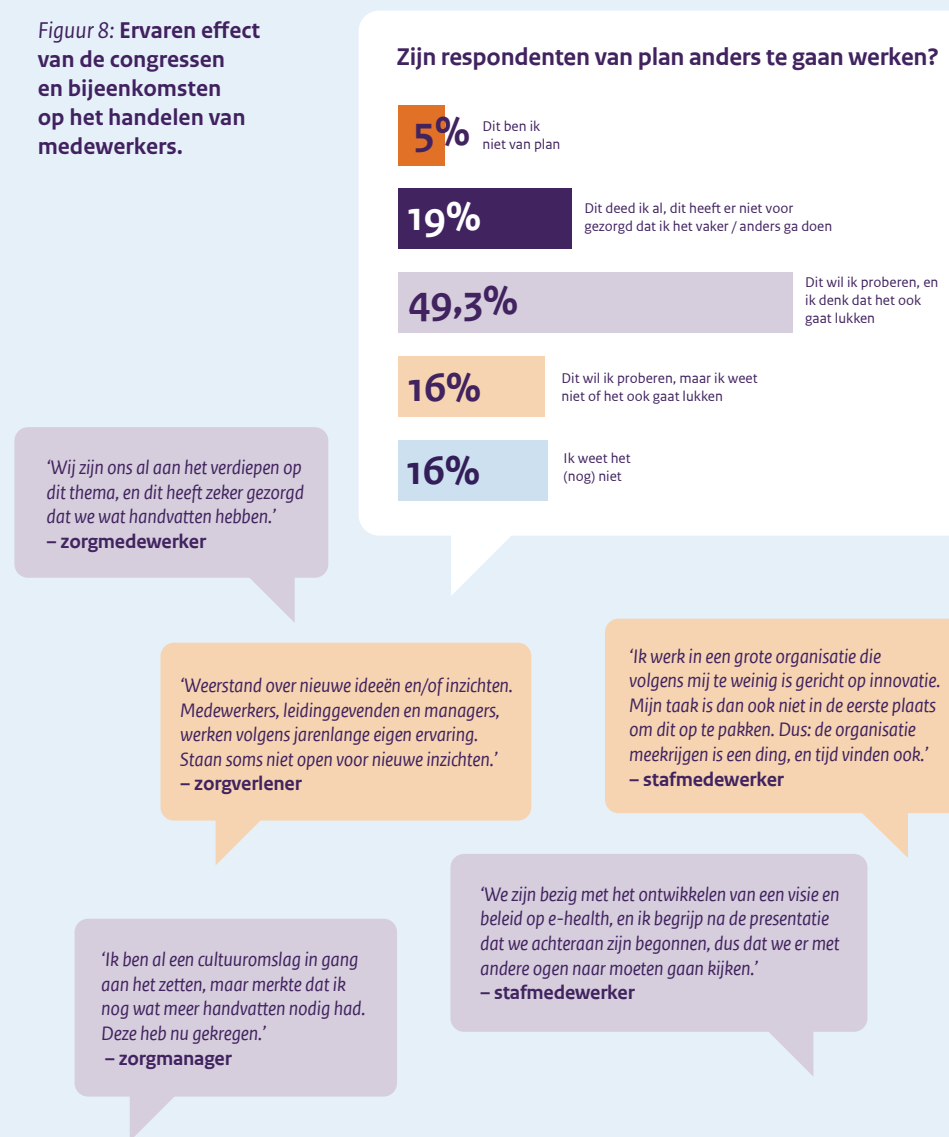 Figuur 8: Ervaren effect
van de congressen
en bijeenkomsten
op het handelen van
medewerkers.
Zijn respondenten van plan anders te gaan werken?
5%
Dit ben ik
niet van plan
19%
Dit deed ik al, dit heeft er niet voor
gezorgd dat ik het vaker / anders ga doen
49,3%
Dit wil ik proberen, en
ik denk dat het ook
gaat lukken
16%
Dit wil ik proberen, maar ik weet
niet of het ook gaat lukken
16%
Ik weet het
(nog) niet
‘Wij zijn ons al aan het verdiepen op
dit thema, en dit heeft zeker gezorgd
dat we wat handvatten hebben.’
– zorgmedewerker
‘Weerstand over nieuwe ideeën en/of inzichten.
Medewerkers, leidinggevenden en managers,
werken volgens jarenlange eigen ervaring.
Staan soms niet open voor nieuwe inzichten.’
– zorgverlener
‘Ik werk in een grote organisatie die
volgens mij te weinig is gericht op innovatie.
Mijn taak is dan ook niet in de eerste plaats
om dit op te pakken. Dus: de organisatie
meekrijgen is een ding, en tijd vinden ook.’
– stafmedewerker
‘We zijn bezig met het ontwikkelen van een visie en
beleid op e-health, en ik begrijp na de presentatie
dat we achteraan zijn begonnen, dus dat we er met
andere ogen naar moeten gaan kijken.’
– stafmedewerker
‘Ik ben al een cultuuromslag in gang
aan het zetten, maar merkte dat ik
nog wat meer handvatten nodig had.
Deze heb nu gekregen.’
– zorgmanager